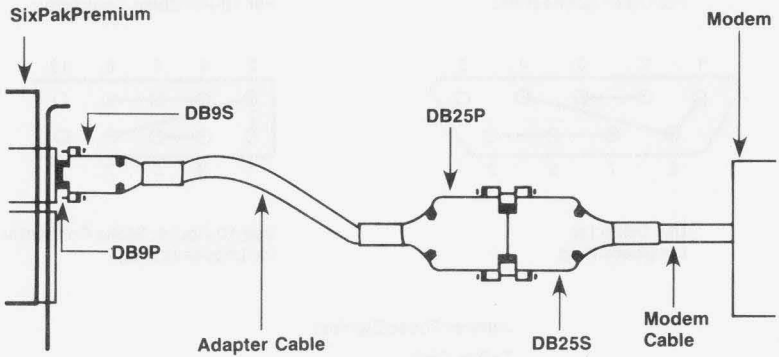 SixPakPremium
Modem
DB9S
DB25P
DB9P
Adapter Cable
DB25S
Modem
Cable